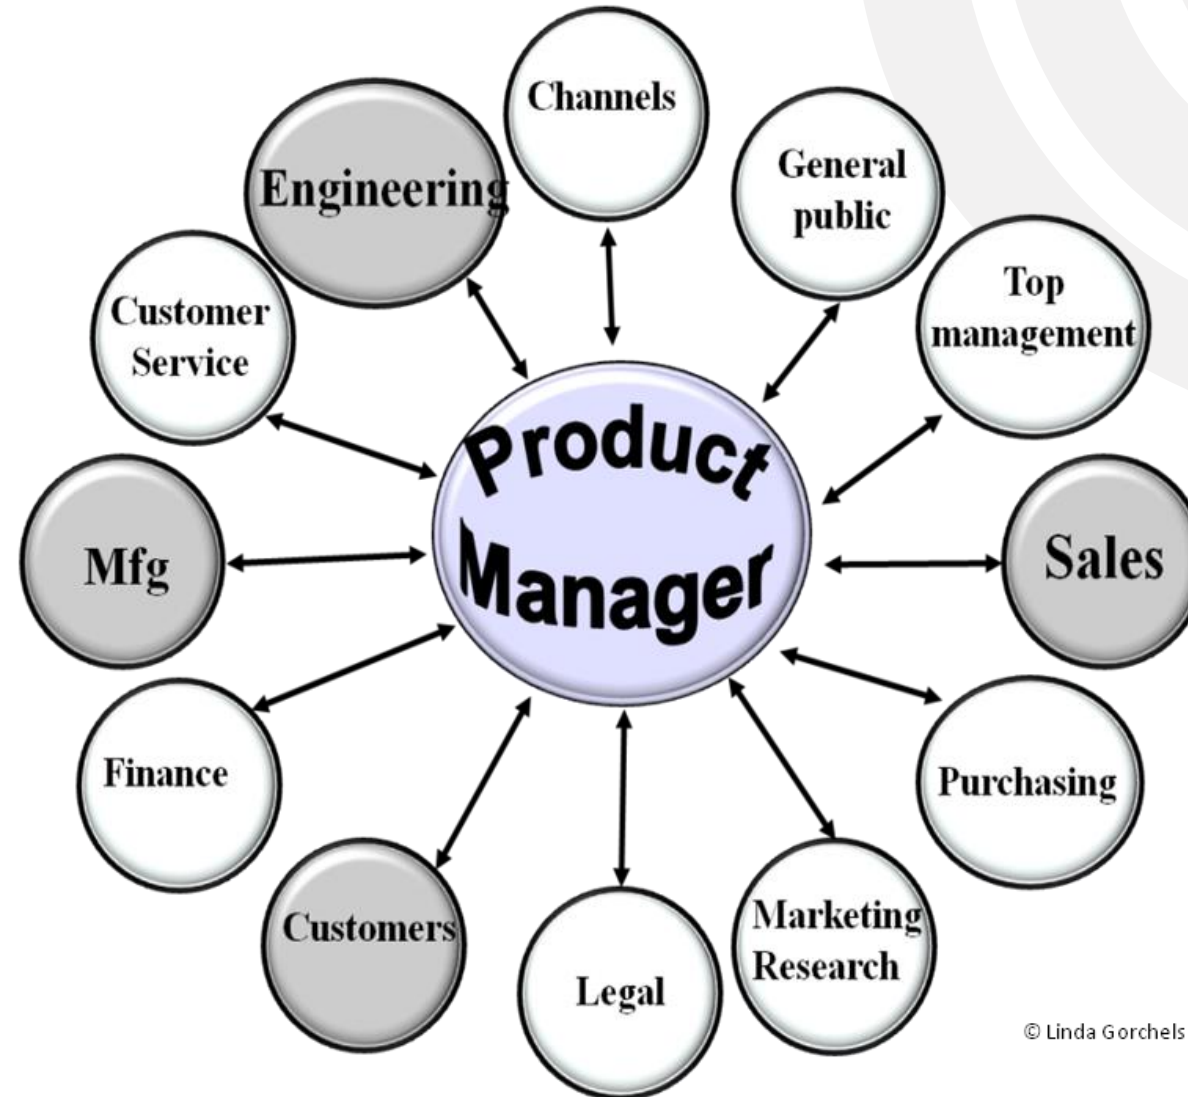 Channels
General
public
Top
management
Sales
Purchasing
Marketing
Research
Legal
Customers
Finance
Mfg
Customer
Service
Engineering
Product
Manager
© Linda Gorchels